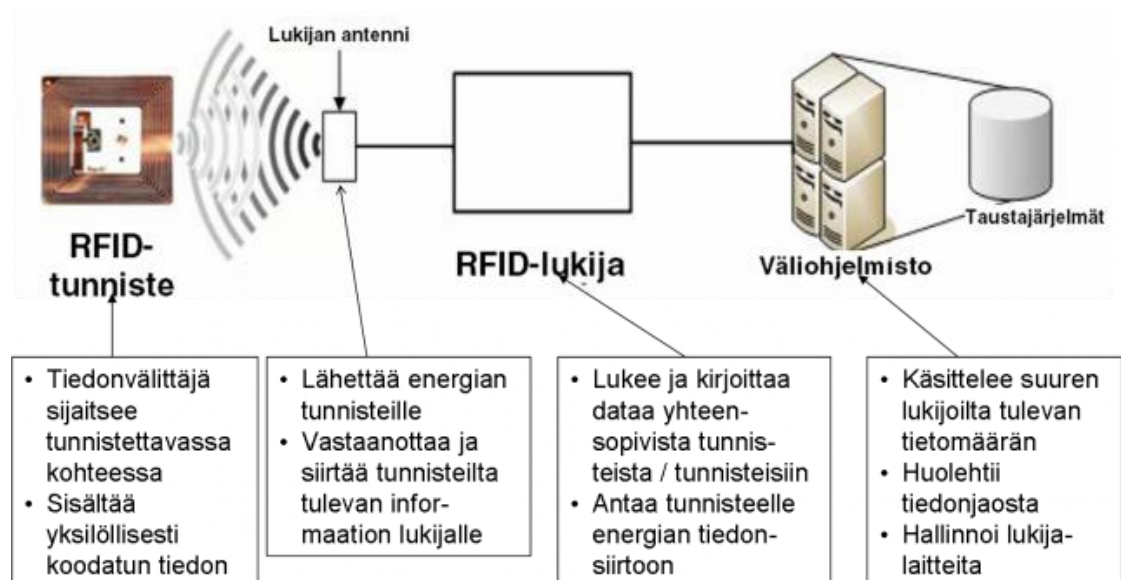 Lukijan antenni
RFID-
tunniste
RFID-lukija
Väliohjelmisto
Taustajärjelmät
• Tiedonvälittäjä
sijaitsee
tunnistettavassa
kohteessa
• Sisältää
yksilöllisesti
koodatun tiedon
• Lähettää energian
tunnisteille
• Vastaanottaa ja
siirtää tunnisteilta
tulevan infor-
maation lukijalle
• Lukee ja kirjoittaa
dataa yhteen-
sopivista tunnis-
teista / tunnisteisiin
• Antaa tunnisteelle
energian tiedon-
siirtoon
• Käsittelee suuren
lukijoilta tulevan
tietomäärän
• Huolehtii
tiedonjaosta
• Hallinnoi lukija-
laitteita